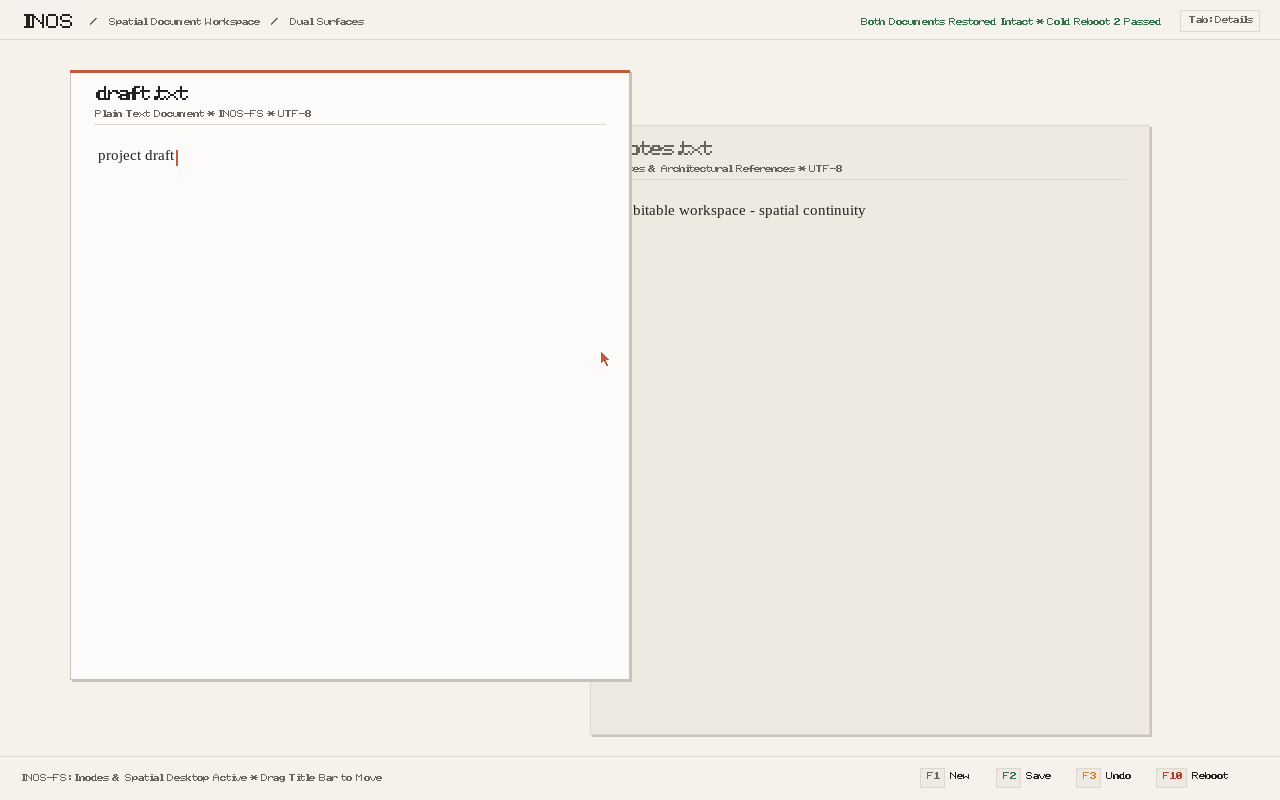 INOS / Spatial Document Workspace / Dual Surfaces
Both Documents Restored Intact * Cold Reboot 2 Passed
Tab:Details
draft.txt
Plain Text Document * INOS-FS * UTF-8
project draft
otes.txt
es & Architectural References * UTF-8
bitable workspace - spatial continuity
INOS-FS: Inodes & Spatial Desktop Active * Drag Title Bar to Move
F1 New F2 Save F3 Undo F10 Reboot